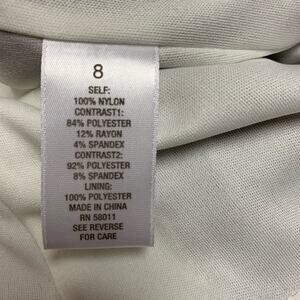 8
SELF:
100% NYLON
CONTRAST1:
84% POLYESTER
12% RAYON
4% SPANDEX
CONTRAST2:
92% POLYESTER
8% SPANDEX
LINING:
100% POLYESTER
MADE IN CHINA
RN 58011
SEE REVERSE
FOR CARE